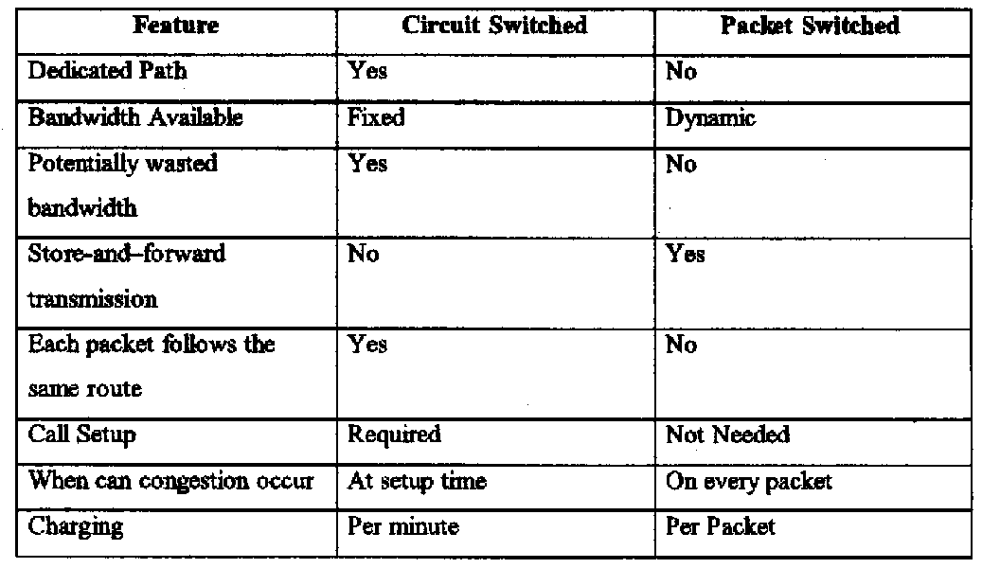 Feature Circuit Switched Packet Switched
Dedicated Path Yes No
Bandwidth Available Fixed Dynamic
Potentially wasted Yes No
bandwidth
Store-and-forward No Yes
transmission
Each packet follows the Yes No
same route
Call Setup Required Not Needed
When can congestion occur At setup time On every packet
Charging Per minute Per Packet